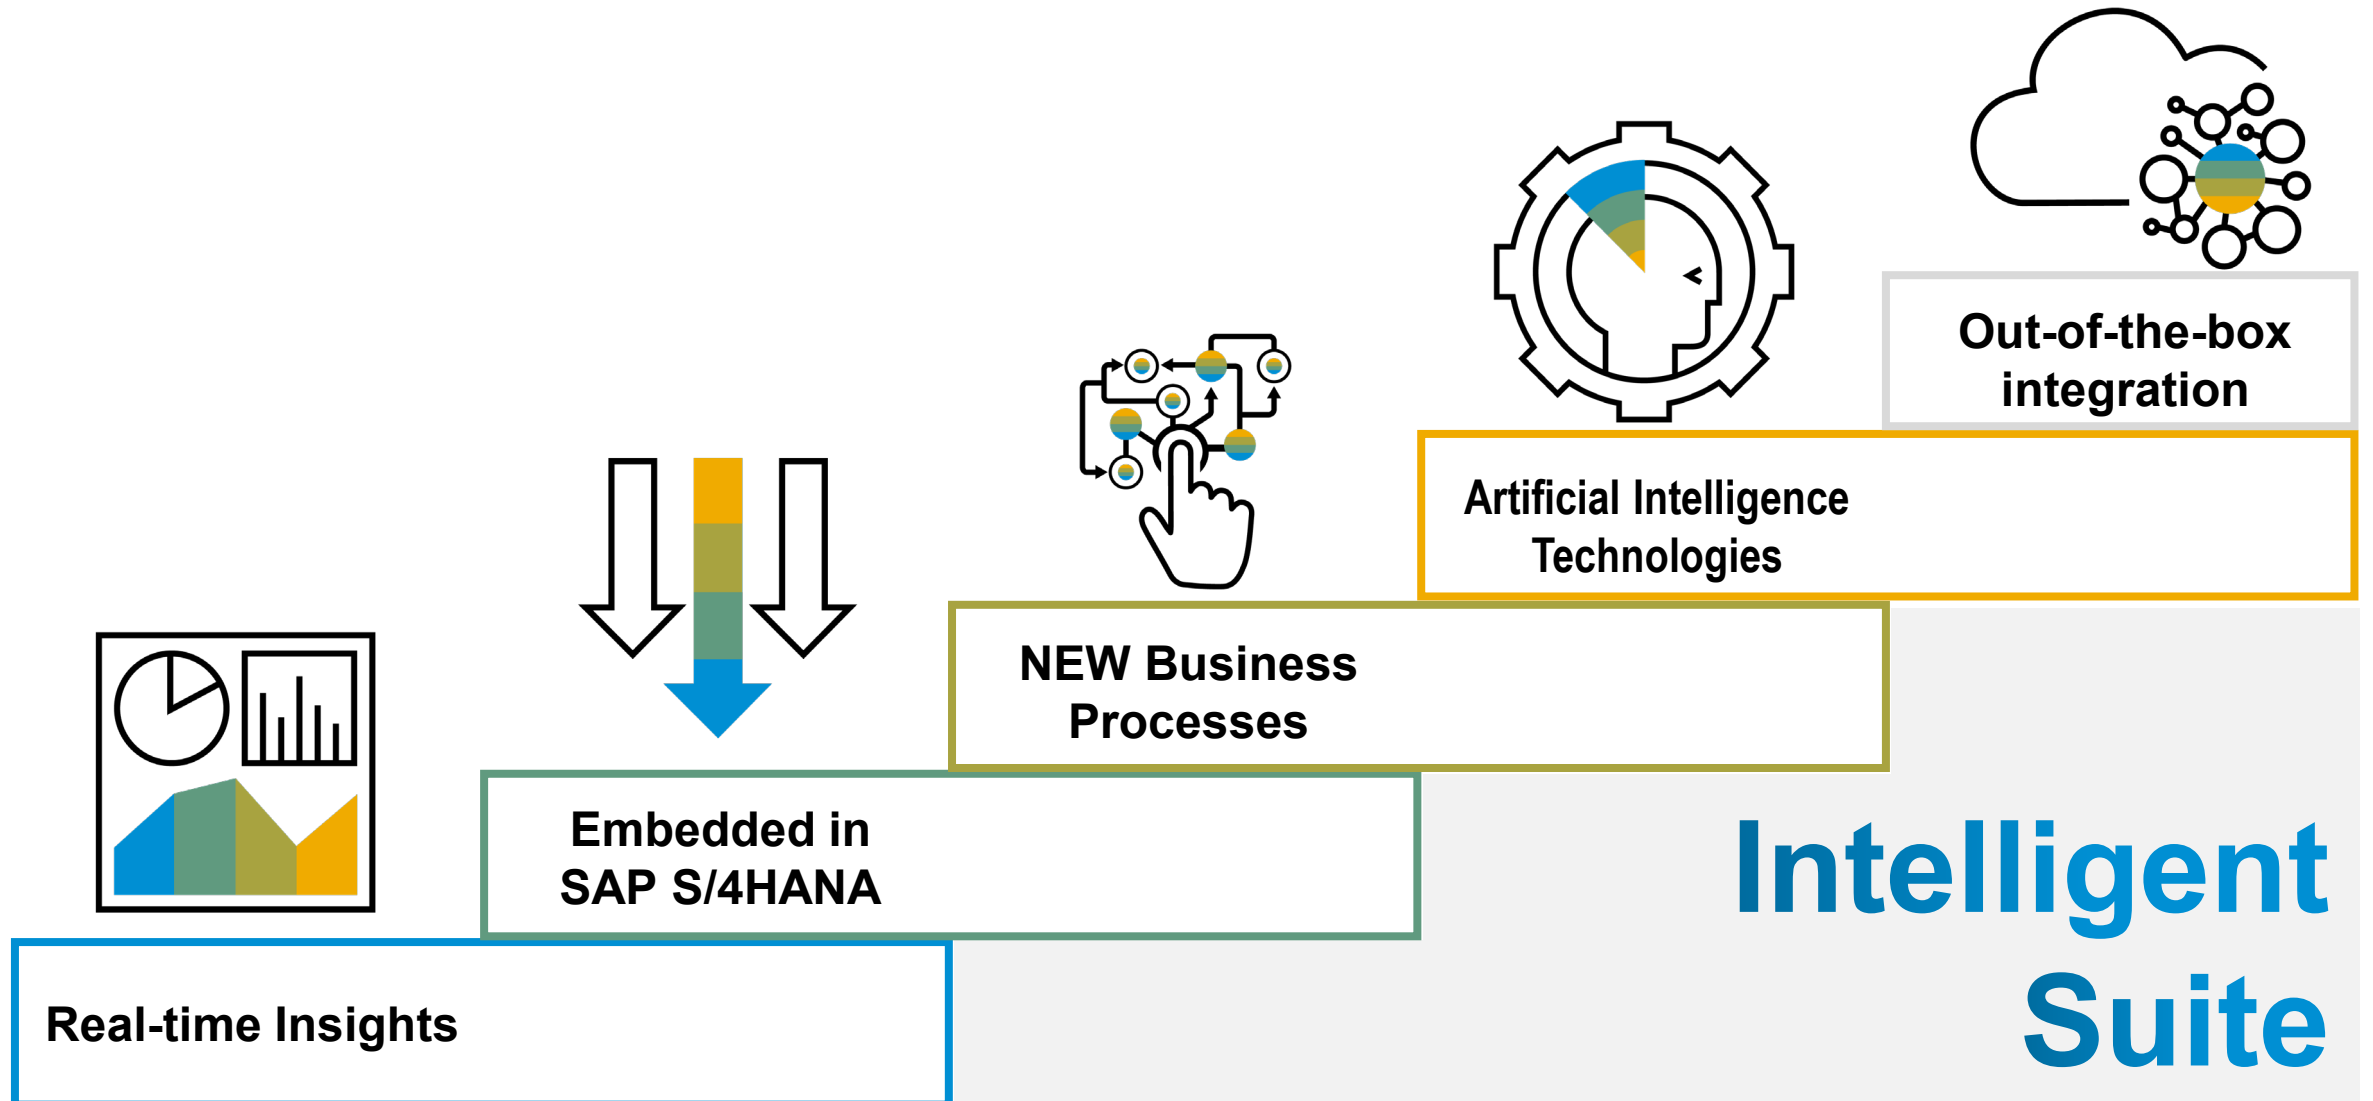 Out-of-the-box
integration
Artificial Intelligence
Technologies
NEW Business
Processes
Embedded in
SAP S/4HANA
Real-time Insights
Intelligent
Suite